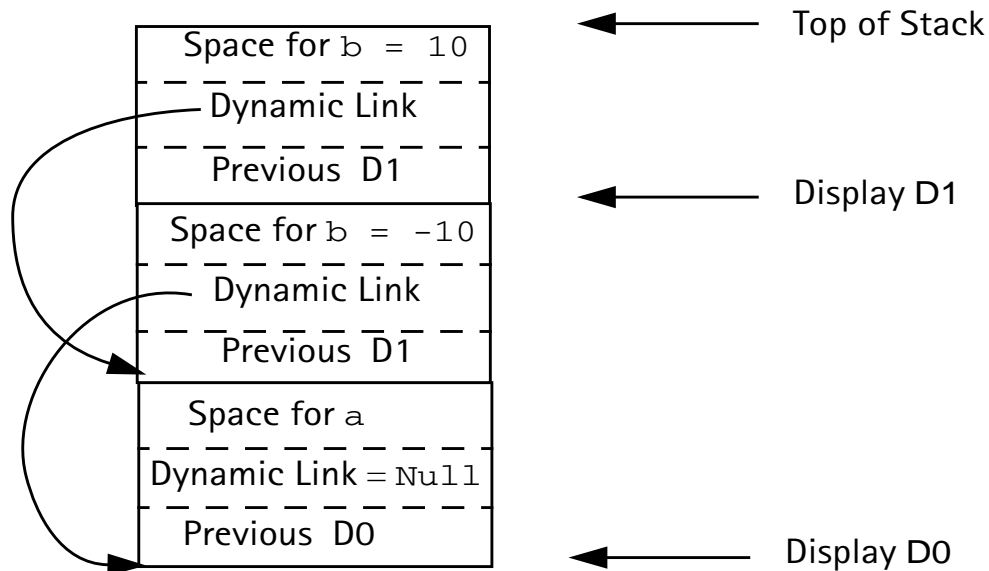 Space for b = 10
Top of Stack
Dynamic Link
Previous D1
Display D1
Space for b = -10
Dynamic Link
Previous D1
Space for a
Dynamic Link = Null
Previous D0
Display D0